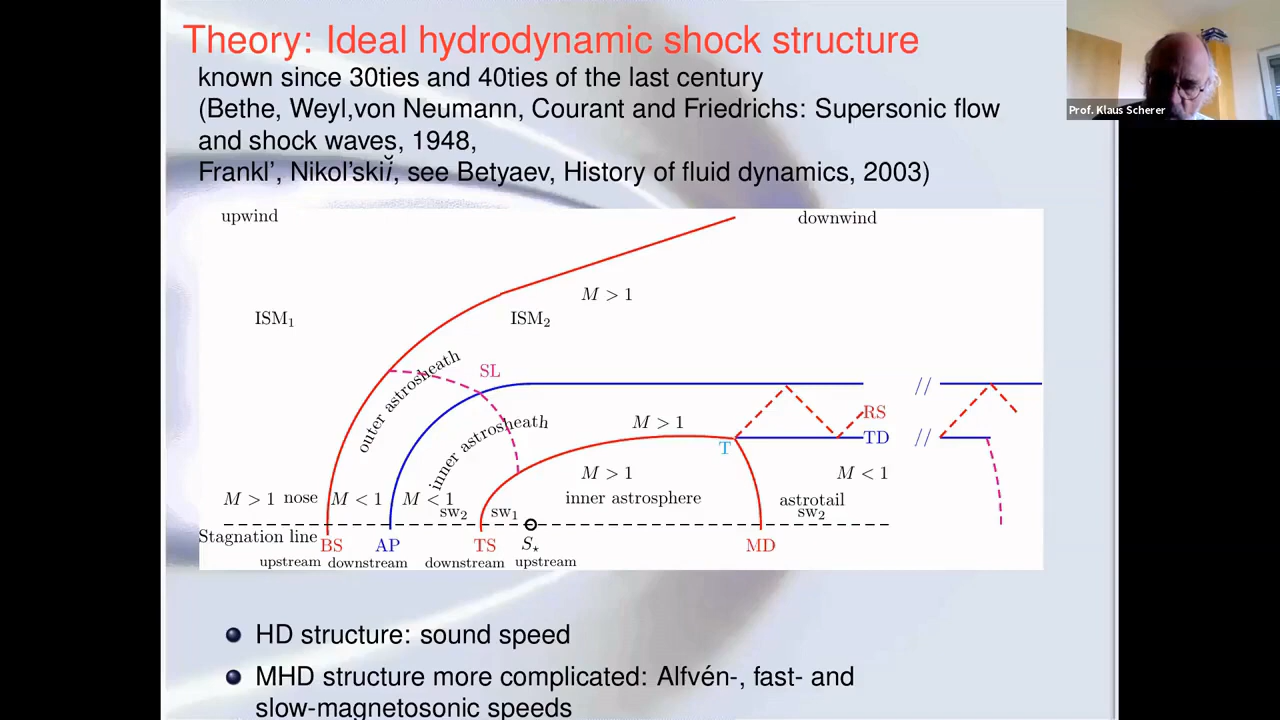 Theory: Ideal hydrodynamic shock structure
known since 30ties and 40ties of the last century
(Bethe, Weyl,von Neumann, Courant and Friedrichs: Supersonic flow
and shock waves, 1948,
Frankl', Nikol'skiĭ, see Betyaev, History of fluid dynamics, 2003)
Prof. Klaus Scherer
upwind
downwind
M > 1
ISM₁
ISM₂
outer astrosheath
SL
inner astrosheath
M > 1
RS
TD
//
//
T
M > 1
M < 1
M > 1
nose
M < 1
M < 1
inner astrosphere
astrotail
sw₂
sw₁
sw₂
Stagnation line
BS
AP
TS
S⋆
MD
upstream
downstream
downstream
upstream
HD structure: sound speed
MHD structure more complicated: Alfvén-, fast- and
slow-magnetosonic speeds